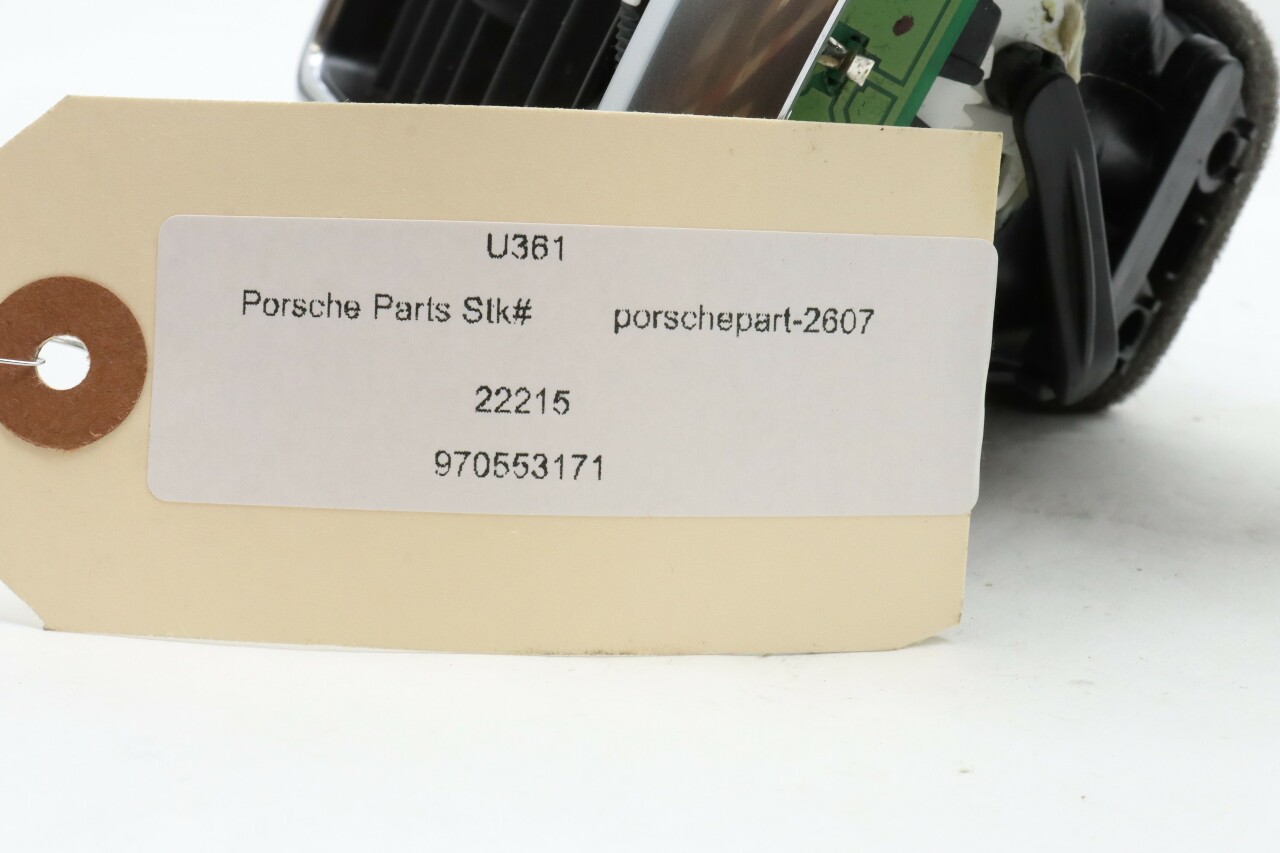 U361
Porsche Parts Stk# porschepart-2607
22215
970553171